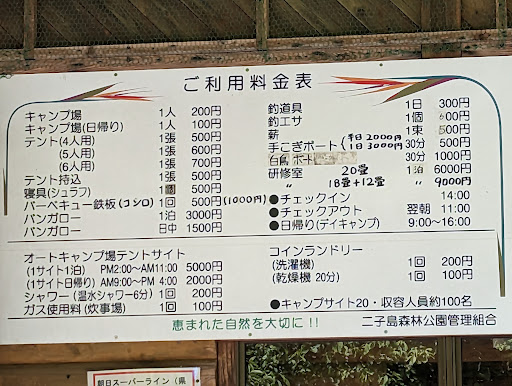 ご利用料金表
キャンプ場 1人 200円
キャンプ場(日帰り) 1人 100円
テント(4人用) 1張 500円
(5人用) 1張 600円
(6人用) 1張 700円
テント持込 1張 500円
寝具(シュラフ) 1 500円
バーベキュー鉄板(コンロ) 1回 500円(1000円)
バンガロー 1泊 3000円
バンガロー 日中 1500円
釣道具 1日 300円
釣エサ 1個 600円
薪 1束 500円
手こぎボート(半日2000円 1日3000円) 30分 500円
白鳥ボート 30分 1000円
研修室 20畳 1泊 6000円
〃 18畳+12畳 〃 9000円
●チェックイン 14:00
●チェックアウト 翌朝 11:00
●日帰り(デイキャンプ) 9:00~16:00
オートキャンプ場テントサイト
(1サイト1泊) PM2:00~AM11:00 5000円
(1サイト日帰り) AM9:00~PM 4:00 2000円
シャワー(温水シャワー6分) 1回 200円
ガス使用料(炊事場) 1回 100円
コインランドリー
(洗濯機) 1回 200円
(乾燥機 20分) 1回 100円
●キャンプサイト20・収容人員約100名
恵まれた自然を大切に!!
二子島森林公園管理組合
朝日スーパーライン(県